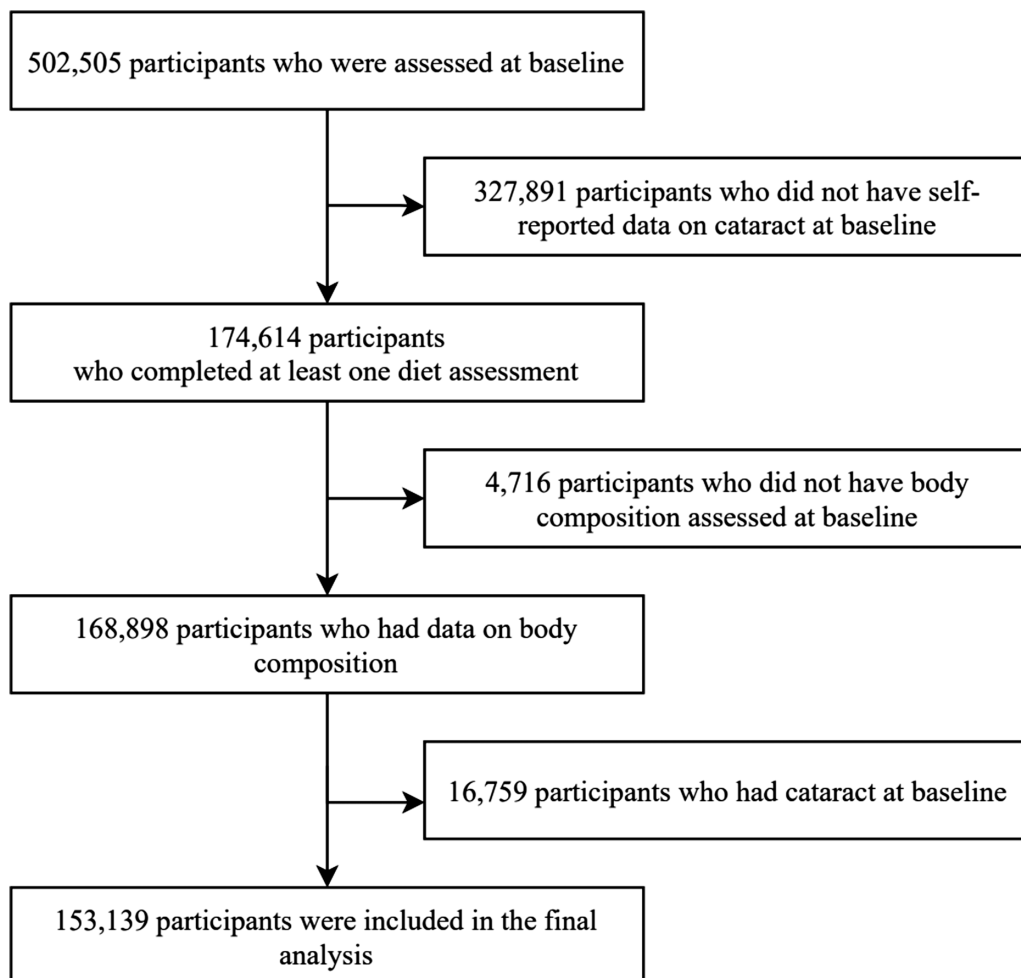 502,505 participants who were assessed at baseline
327,891 participants who did not have self-
reported data on cataract at baseline
174,614 participants
who completed at least one diet assessment
4,716 participants who did not have body
composition assessed at baseline
168,898 participants who had data on body
composition
16,759 participants who had cataract at baseline
153,139 participants were included in the final
analysis